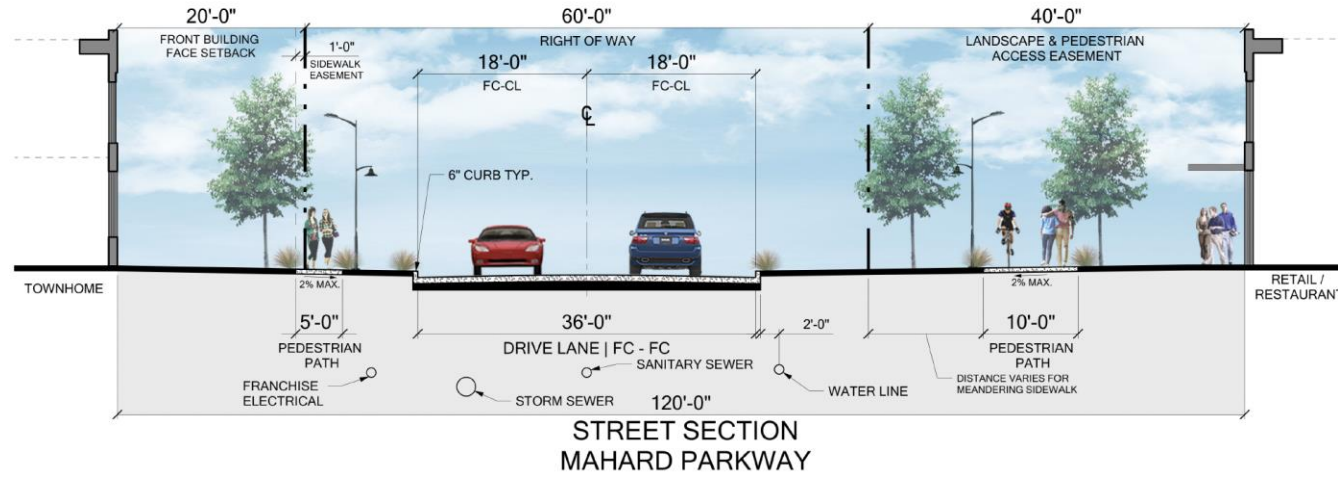 20'-0"
60'-0"
40'-0"
FRONT BUILDING
FACE SETBACK
1'-0"
SIDEWALK
EASEMENT
RIGHT OF WAY
LANDSCAPE & PEDESTRIAN
ACCESS EASEMENT
18'-0"
FC-CL
18'-0"
FC-CL
CL
6" CURB TYP.
TOWNHOME
2% MAX.
2% MAX.
RETAIL /
RESTAURANT
5'-0"
PEDESTRIAN
PATH
36'-0"
DRIVE LANE | FC - FC
2'-0"
10'-0"
PEDESTRIAN
PATH
DISTANCE VARIES FOR
MEANDERING SIDEWALK
FRANCHISE
ELECTRICAL
STORM SEWER
SANITARY SEWER
WATER LINE
120'-0"
STREET SECTION
MAHARD PARKWAY